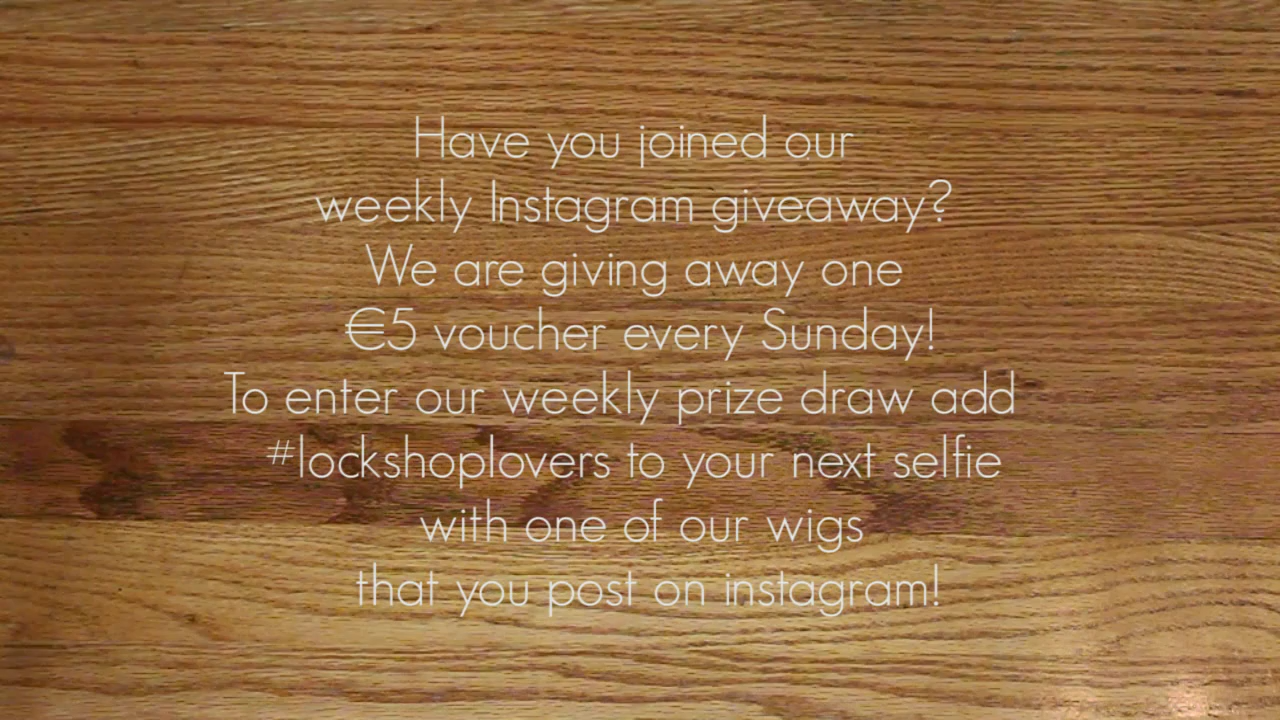 Have you joined our
weekly Instagram giveaway?
We are giving away one
€5 voucher every Sunday!
To enter our weekly prize draw add
#lockshoplovers to your next selfie
with one of our wigs
that you post on instagram!